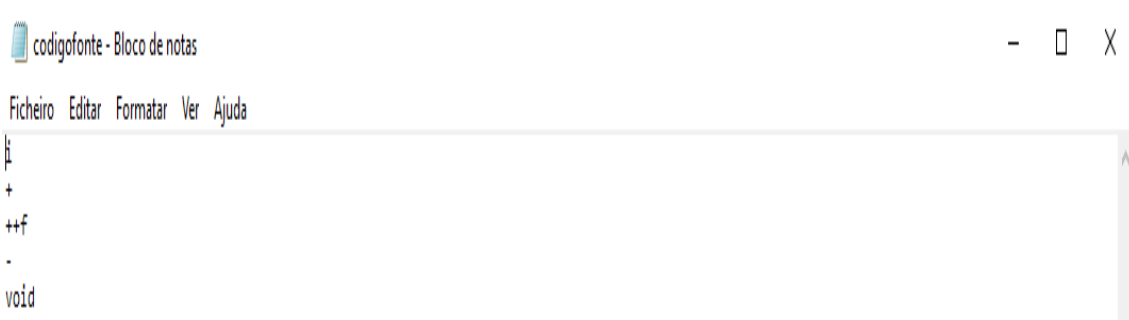 codigofonte - Bloco de notas
Ficheiro Editar Formatar Ver Ajuda
i
+
++f
-
void